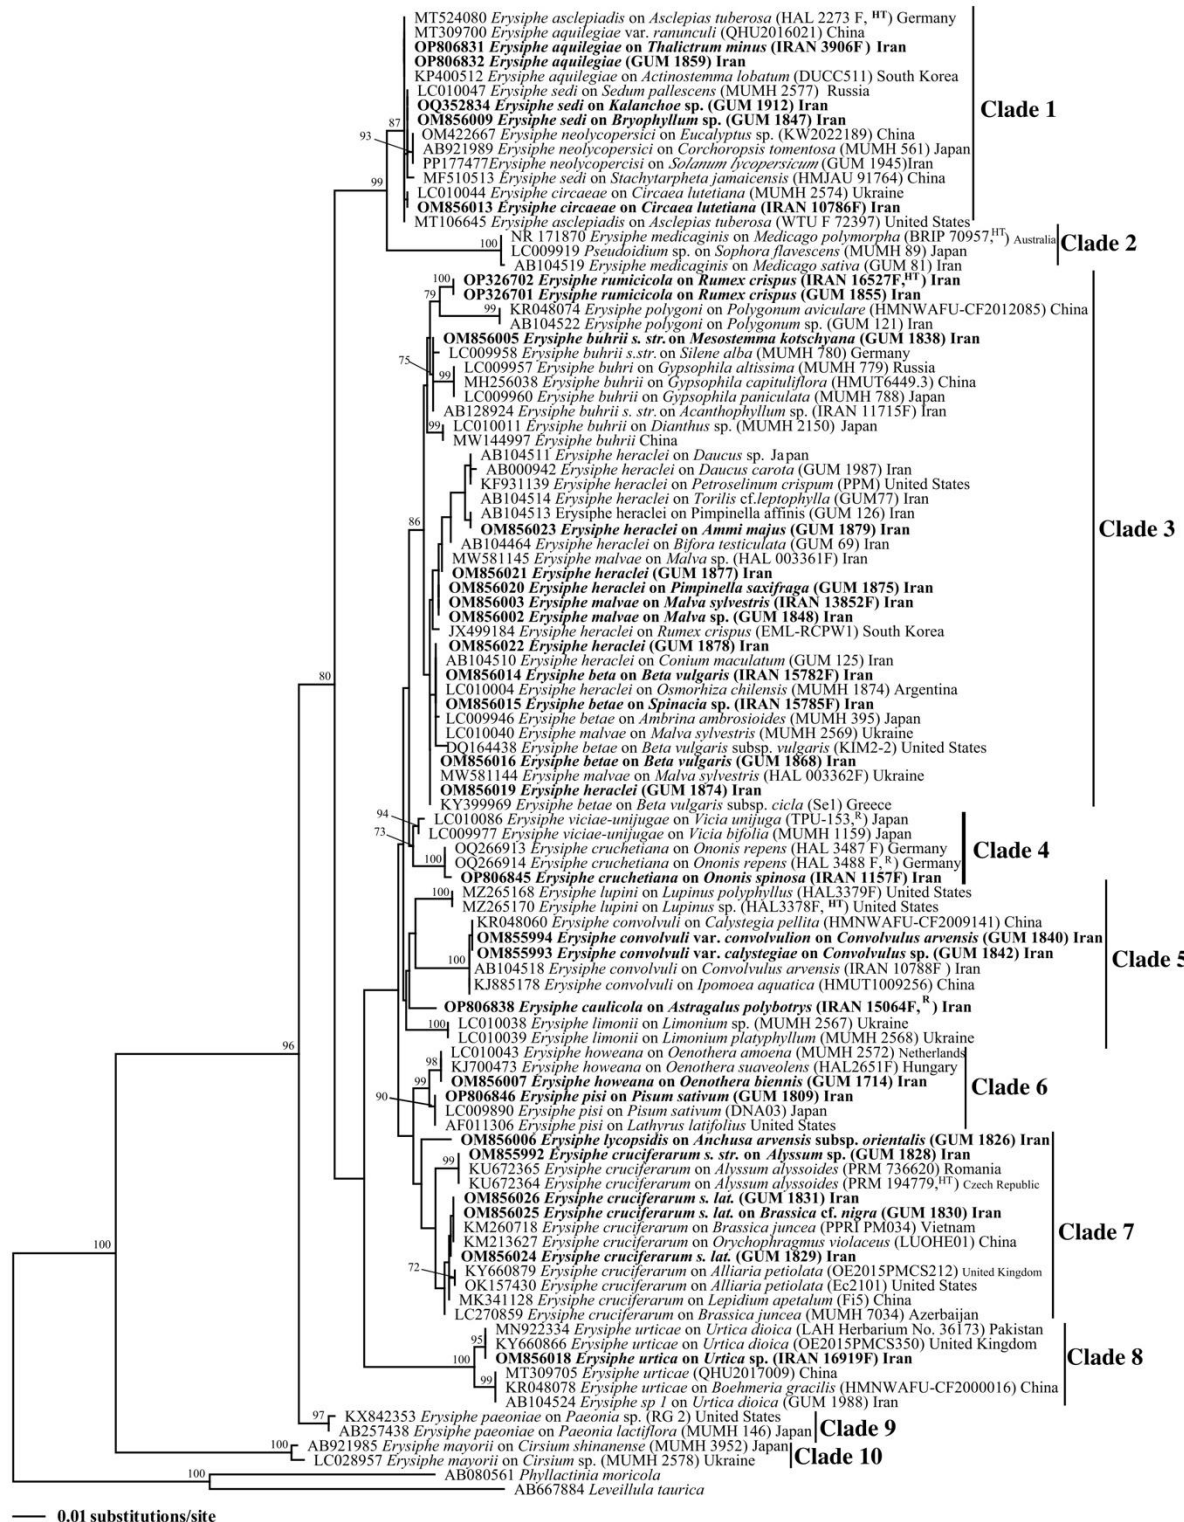 MT524080 Erysiphe asclepiadis on Asclepias tuberosa (HAL 2273 F, HT) Germany
MT309700 Erysiphe aquilegiae var. ranunculi (QHU2016021) China
OP806831 Erysiphe aquilegiae on Thalictrum minus (IRAN 3906F) Iran
OP806832 Erysiphe aquilegiae (GUM 1859) Iran
KP400512 Erysiphe aquilegiae on Actinostemma lobatum (DUCC511) South Korea
LC010047 Erysiphe sedi on Sedum pallescens (MUMH 2577) Russia
OQ352834 Erysiphe sedi on Kalanchoe sp. (GUM 1912) Iran
Clade 1
OM856009 Erysiphe sedi on Bryophyllum sp. (GUM 1847) Iran
87
93
OM422667 Erysiphe neolycopersici on Eucalyptus sp. (KW2022189) China
AB921989 Erysiphe neolycopersici on Corchoropsis tomentosa (MUMH 561) Japan
PP177477Erysiphe neolycopercisi on Solanum lycopersicum (GUM 1945)Iran
MF510513 Erysiphe sedi on Stachytarpheta jamaicensis (HMJAU 91764) China
99
LC010044 Erysiphe circaeae on Circaea lutetiana (MUMH 2574) Ukraine
OM856013 Erysiphe circaeae on Circaea lutetiana (IRAN 10786F) Iran
MT106645 Erysiphe asclepiadis on Asclepias tuberosa (WTU F 72397) United States
NR 171870 Erysiphe medicaginis on Medicago polymorpha (BRIP 70957,HT) Australia
100
LC009919 Pseudoidium sp. on Sophora flavescens (MUMH 89) Japan
Clade 2
AB104519 Erysiphe medicaginis on Medicago sativa (GUM 81) Iran
100
OP326702 Erysiphe rumicicola on Rumex crispus (IRAN 16527F,HT) Iran
79
OP326701 Erysiphe rumicicola on Rumex crispus (GUM 1855) Iran
99
KR048074 Erysiphe polygoni on Polygonum aviculare (HMNWAFU-CF2012085) China
AB104522 Erysiphe polygoni on Polygonum sp. (GUM 121) Iran
OM856005 Erysiphe buhrii s. str. on Mesostemma kotschyana (GUM 1838) Iran
LC009958 Erysiphe buhrii s.str. on Silene alba (MUMH 780) Germany
75
LC009957 Erysiphe buhri on Gypsophila altissima (MUMH 779) Russia
99
MH256038 Erysiphe buhrii on Gypsophila capituliflora (HMUT6449.3) China
LC009960 Erysiphe buhrii on Gypsophila paniculata (MUMH 788) Japan
AB128924 Erysiphe buhrii s. str. on Acanthophyllum sp. (IRAN 11715F) Iran
99
LC010011 Erysiphe buhrii on Dianthus sp. (MUMH 2150) Japan
MW144997 Erysiphe buhrii China
AB104511 Erysiphe heraclei on Daucus sp. Japan
AB000942 Erysiphe heraclei on Daucus carota (GUM 1987) Iran
KF931139 Erysiphe heraclei on Petroselinum crispum (PPM) United States
AB104514 Erysiphe heraclei on Torilis cf.leptophylla (GUM77) Iran
AB104513 Erysiphe heraclei on Pimpinella affinis (GUM 126) Iran
86
OM856023 Erysiphe heraclei on Ammi majus (GUM 1879) Iran
Clade 3
AB104464 Erysiphe heraclei on Bifora testiculata (GUM 69) Iran
MW581145 Erysiphe malvae on Malva sp. (HAL 003361F) Iran
OM856021 Erysiphe heraclei (GUM 1877) Iran
OM856020 Erysiphe heraclei on Pimpinella saxifraga (GUM 1875) Iran
OM856003 Erysiphe malvae on Malva sylvestris (IRAN 13852F) Iran
OM856002 Erysiphe malvae on Malva sp. (GUM 1848) Iran
JX499184 Erysiphe heraclei on Rumex crispus (EML-RCPW1) South Korea
OM856022 Erysiphe heraclei (GUM 1878) Iran
AB104510 Erysiphe heraclei on Conium maculatum (GUM 125) Iran
OM856014 Erysiphe beta on Beta vulgaris (IRAN 15782F) Iran
80
LC010004 Erysiphe heraclei on Osmorhiza chilensis (MUMH 1874) Argentina
OM856015 Erysiphe betae on Spinacia sp. (IRAN 15785F) Iran
LC009946 Erysiphe betae on Ambrina ambrosioides (MUMH 395) Japan
LC010040 Erysiphe malvae on Malva sylvestris (MUMH 2569) Ukraine
DQ164438 Erysiphe betae on Beta vulgaris subsp. vulgaris (KIM2-2) United States
OM856016 Erysiphe betae on Beta vulgaris (GUM 1868) Iran
MW581144 Erysiphe malvae on Malva sylvestris (HAL 003362F) Ukraine
OM856019 Erysiphe heraclei (GUM 1874) Iran
KY399969 Erysiphe betae on Beta vulgaris subsp. cicla (Se1) Greece
94
LC010086 Erysiphe viciae-unijugae on Vicia unijuga (TPU-153,R) Japan
73
LC009977 Erysiphe viciae-unijugae on Vicia bifolia (MUMH 1159) Japan
OQ266913 Erysiphe cruchetiana on Ononis repens (HAL 3487 F) Germany
Clade 4
100
OQ266914 Erysiphe cruchetiana on Ononis repens (HAL 3488 F, R) Germany
OP806845 Erysiphe cruchetiana on Ononis spinosa (IRAN 1157F) Iran
100
MZ265168 Erysiphe lupini on Lupinus polyphyllus (HAL3379F) United States
MZ265170 Erysiphe lupini on Lupinus sp. (HAL3378F, HT) United States
KR048060 Erysiphe convolvuli on Calystegia pellita (HMNWAFU-CF2009141) China
OM855994 Erysiphe convolvuli var. convolvulion on Convolvulus arvensis (GUM 1840) Iran
OM855993 Erysiphe convolvuli var. calystegiae on Convolvulus sp. (GUM 1842) Iran
Clade 5
100
AB104518 Erysiphe convolvuli on Convolvulus arvensis (IRAN 10788F ) Iran
KJ885178 Erysiphe convolvuli on Ipomoea aquatica (HMUT1009256) China
OP806838 Erysiphe caulicola on Astragalus polybotrys (IRAN 15064F, R) Iran
100
LC010038 Erysiphe limonii on Limonium sp. (MUMH 2567) Ukraine
LC010039 Erysiphe limonii on Limonium platyphyllum (MUMH 2568) Ukraine
96
LC010043 Erysiphe howeana on Oenothera amoena (MUMH 2572) Netherlands
98
KJ700473 Erysiphe howeana on Oenothera suaveolens (HAL2651F) Hungary
99
OM856007 Erysiphe howeana on Oenothera biennis (GUM 1714) Iran
Clade 6
90
OP806846 Erysiphe pisi on Pisum sativum (GUM 1809) Iran
LC009890 Erysiphe pisi on Pisum sativum (DNA03) Japan
AF011306 Erysiphe pisi on Lathyrus latifolius United States
OM856006 Erysiphe lycopsidis on Anchusa arvensis subsp. orientalis (GUM 1826) Iran
OM855992 Erysiphe cruciferarum s. str. on Alyssum sp. (GUM 1828) Iran
99
KU672365 Erysiphe cruciferarum on Alyssum alyssoides (PRM 736620) Romania
KU672364 Erysiphe cruciferarum on Alyssum alyssoides (PRM 194779,HT) Czech Republic
OM856026 Erysiphe cruciferarum s. lat. (GUM 1831) Iran
OM856025 Erysiphe cruciferarum s. lat. on Brassica cf. nigra (GUM 1830) Iran
KM260718 Erysiphe cruciferarum on Brassica juncea (PPRI PM034) Vietnam
Clade 7
KM213627 Erysiphe cruciferarum on Orychophragmus violaceus (LUOHE01) China
100
OM856024 Erysiphe cruciferarum s. lat. (GUM 1829) Iran
72
KY660879 Erysiphe cruciferarum on Alliaria petiolata (OE2015PMCS212) United Kingdom
OK157430 Erysiphe cruciferarum on Alliaria petiolata (Ec2101) United States
MK341128 Erysiphe cruciferarum on Lepidium apetalum (Fi5) China
LC270859 Erysiphe cruciferarum on Brassica juncea (MUMH 7034) Azerbaijan
MN922334 Erysiphe urticae on Urtica dioica (LAH Herbarium No. 36173) Pakistan
95
KY660866 Erysiphe urticae on Urtica dioica (OE2015PMCS350) United Kingdom
100
OM856018 Erysiphe urtica on Urtica sp. (IRAN 16919F) Iran
Clade 8
MT309705 Erysiphe urticae (QHU2017009) China
99
KR048078 Erysiphe urticae on Boehmeria gracilis (HMNWAFU-CF2000016) China
AB104524 Erysiphe sp 1 on Urtica dioica (GUM 1988) Iran
97
KX842353 Erysiphe paeoniae on Paeonia sp. (RG 2) United States
Clade 9
AB257438 Erysiphe paeoniae on Paeonia lactiflora (MUMH 146) Japan
100
AB921985 Erysiphe mayorii on Cirsium shinanense (MUMH 3952) Japan
Clade 10
LC028957 Erysiphe mayorii on Cirsium sp. (MUMH 2578) Ukraine
100
AB080561 Phyllactinia moricola
AB667884 Leveillula taurica
0.01 substitutions/site